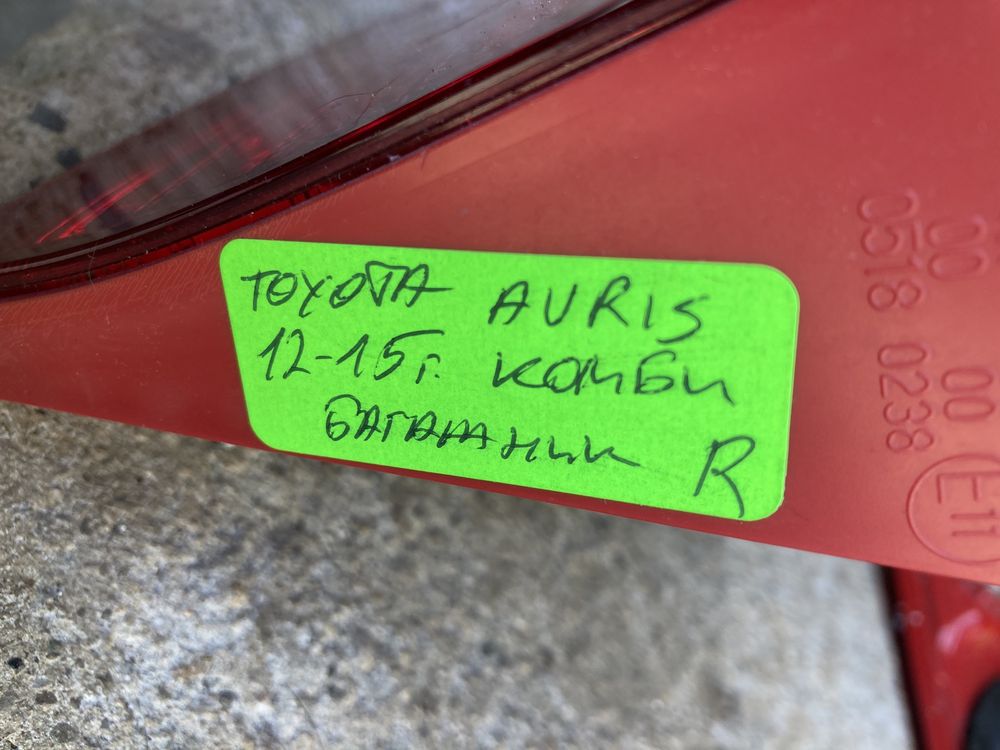 TOYOTA AURIS
12-15г. комби
багажник R
00 00
0518 0238
E11